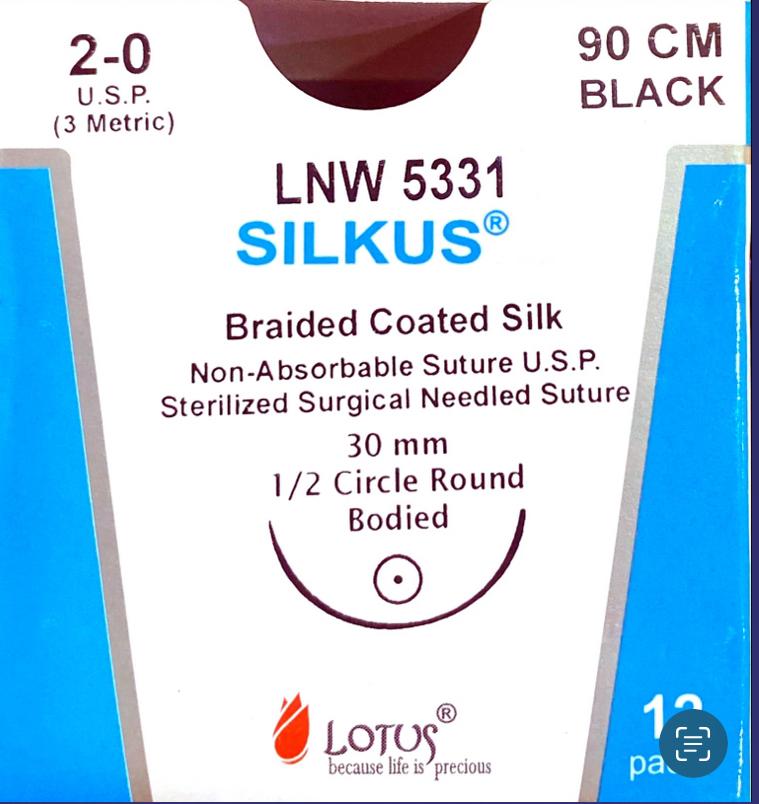 2-0
U.S.P.
(3 Metric)
90 CM
BLACK
LNW 5331
SILKUS®
Braided Coated Silk
Non-Absorbable Suture U.S.P.
Sterilized Surgical Needled Suture
30 mm
1/2 Circle Round
Bodied
LOTUS®
because life is precious